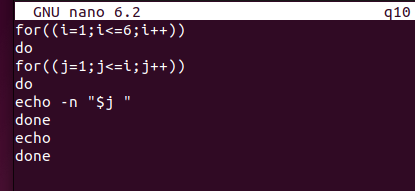 GNU nano 6.2 q10
for((i=1;i<=6;i++))
do
for((j=1;j<=i;j++))
do
echo -n "$j "
done
echo
done